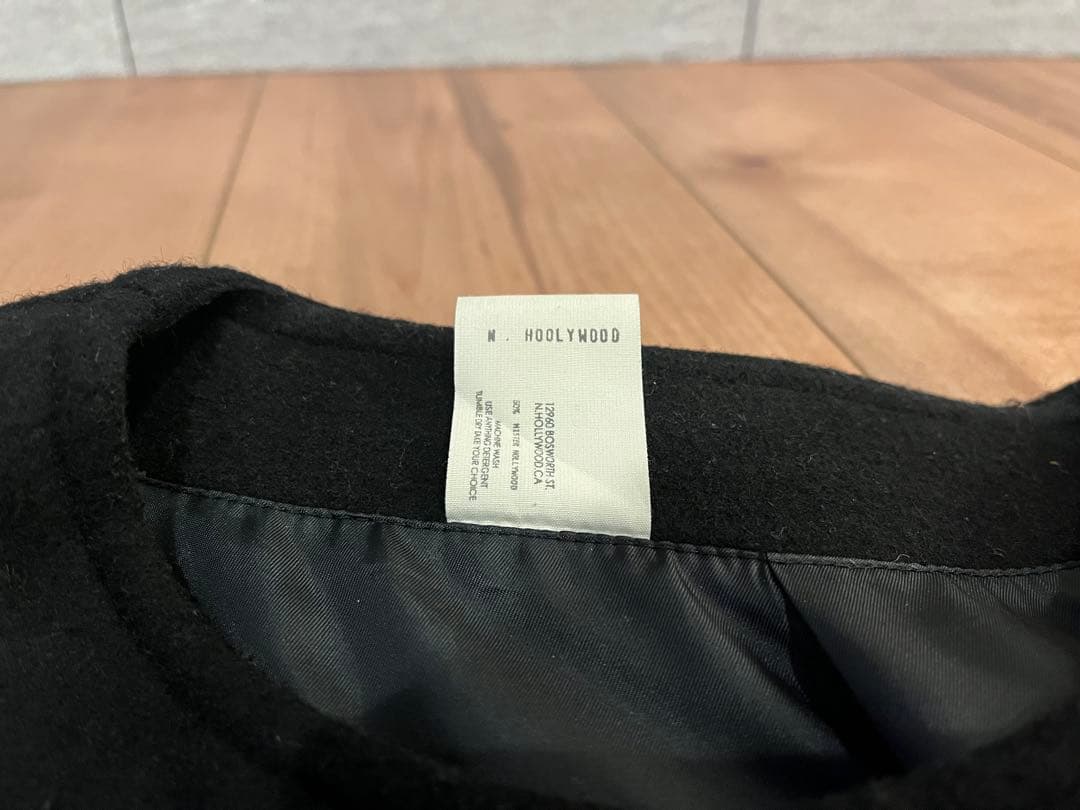 N. HOOLYWOOD
12960 BOSWORTH ST.
N.HOLLYWOOD.CA
50% MISTER HOLLYWOOD
MACHINE WASH
USE ANYTHING DETERGENT
TUMBLE DRY TAKE YOUR CHOICE